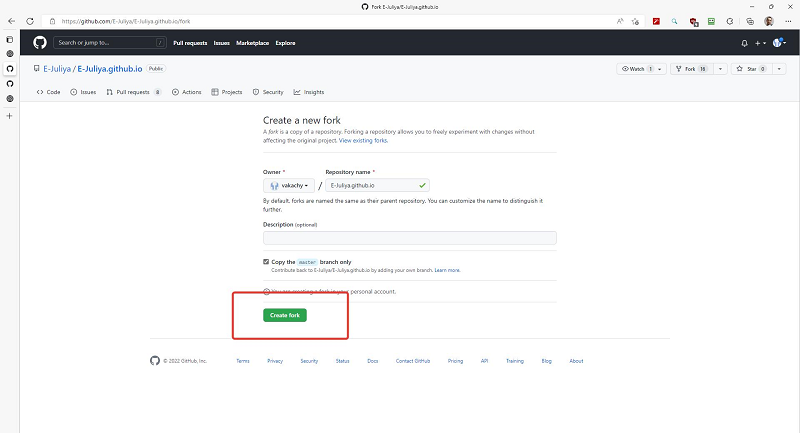 Fork E-Juliya/E-Juliya.github.io
https://github.com/E-Juliya/E-Juliya.github.io/fork
Search or jump to... / Pull requests Issues Marketplace Explore
E-Juliya / E-Juliya.github.io Public
Watch 1 Fork 16 Star 0
Code Issues Pull requests 8 Actions Projects Security Insights
Create a new fork
A fork is a copy of a repository. Forking a repository allows you to freely experiment with changes without
affecting the original project. View existing forks.
Owner * Repository name *
vakachy / E-Juliya.github.io
By default, forks are named the same as their parent repository. You can customize the name to distinguish it
further.
Description (optional)
Copy the master branch only
Contribute back to E-Juliya/E-Juliya.github.io by adding your own branch. Learn more.
You are creating a fork in your personal account.
Create fork
© 2022 GitHub, Inc. Terms Privacy Security Status Docs Contact GitHub Pricing API Training Blog About